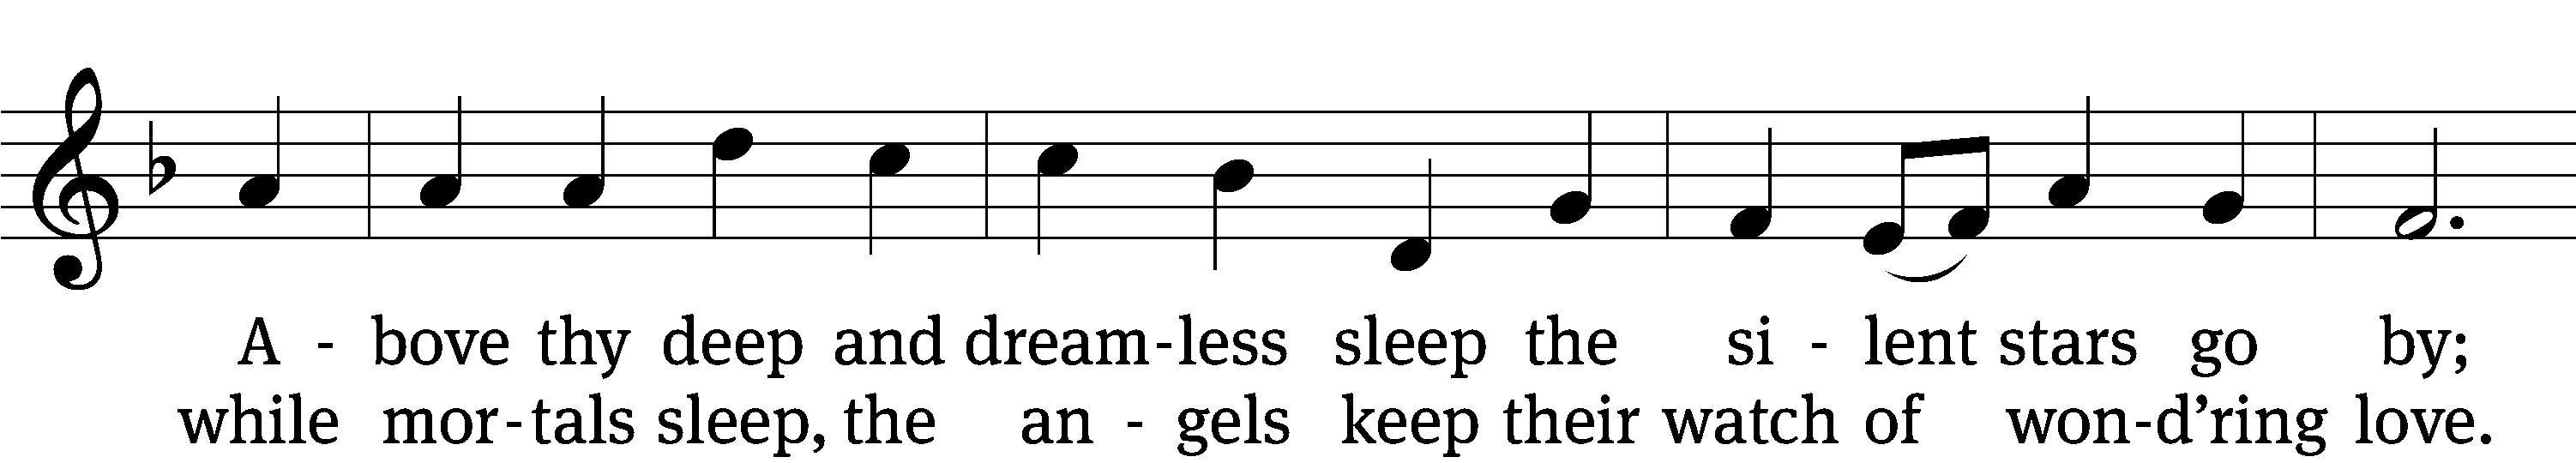 A - bove thy deep and dream-less sleep the si - lent stars go by;
while mor-tals sleep, the an - gels keep their watch of won-d’ring love.